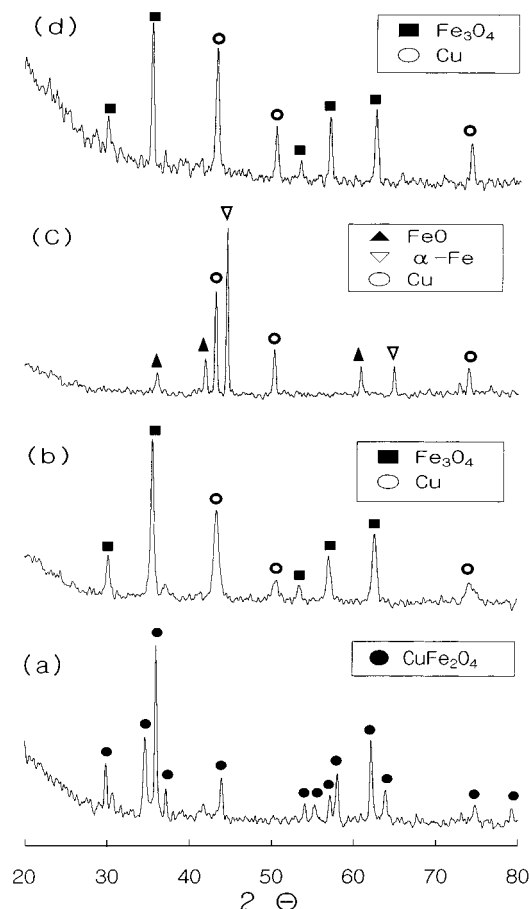 (d)
■ Fe₃O₄
○ Cu
(C)
▲ FeO
▽ α-Fe
○ Cu
(b)
■ Fe₃O₄
○ Cu
(a)
● CuFe₂O₄
20 30 40 50 60 70 80
2 Θ